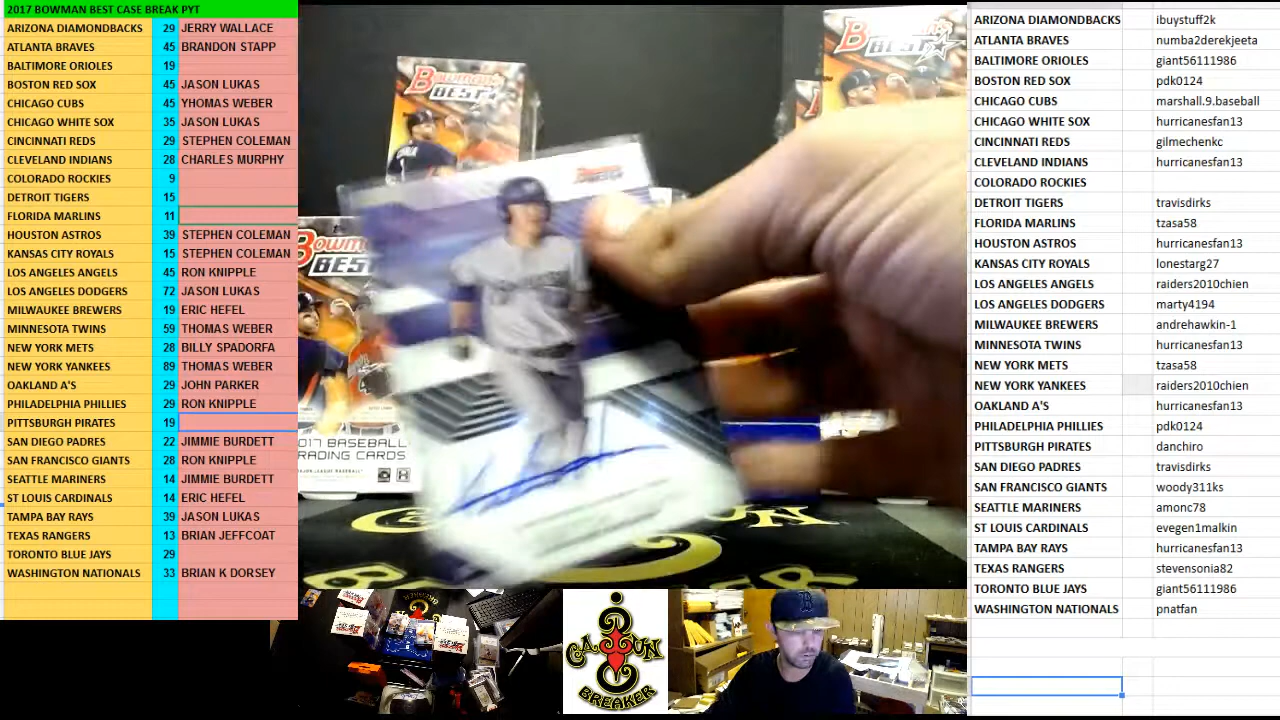 2017 BOWMAN BEST CASE BREAK PYT
ARIZONA DIAMONDBACKS 29 JERRY WALLACE
ATLANTA BRAVES 45 BRANDON STAPP
BALTIMORE ORIOLES 19
BOSTON RED SOX 45 JASON LUKAS
CHICAGO CUBS 45 YHOMAS WEBER
CHICAGO WHITE SOX 35 JASON LUKAS
CINCINNATI REDS 29 STEPHEN COLEMAN
CLEVELAND INDIANS 28 CHARLES MURPHY
COLORADO ROCKIES 9
DETROIT TIGERS 15
FLORIDA MARLINS 11
HOUSTON ASTROS 39 STEPHEN COLEMAN
KANSAS CITY ROYALS 15 STEPHEN COLEMAN
LOS ANGELES ANGELS 45 RON KNIPPLE
LOS ANGELES DODGERS 72 JASON LUKAS
MILWAUKEE BREWERS 19 ERIC HEFEL
MINNESOTA TWINS 59 THOMAS WEBER
NEW YORK METS 28 BILLY SPADORFA
NEW YORK YANKEES 89 THOMAS WEBER
OAKLAND A'S 29 JOHN PARKER
PHILADELPHIA PHILLIES 29 RON KNIPPLE
PITTSBURGH PIRATES 19
SAN DIEGO PADRES 22 JIMMIE BURDETT
SAN FRANCISCO GIANTS 28 RON KNIPPLE
SEATTLE MARINERS 14 JIMMIE BURDETT
ST LOUIS CARDINALS 14 ERIC HEFEL
TAMPA BAY RAYS 39 JASON LUKAS
TEXAS RANGERS 13 BRIAN JEFFCOAT
TORONTO BLUE JAYS 29
WASHINGTON NATIONALS 33 BRIAN K DORSEY
Bowman's
BEST
Bowman's
BEST
Bowman
BES
2017 BASEBALL
TRADING CARDS
CAJUN
BREAKER
ARIZONA DIAMONDBACKS ibuystuff2k
ATLANTA BRAVES numba2derekjeeta
BALTIMORE ORIOLES giant56111986
BOSTON RED SOX pdk0124
CHICAGO CUBS marshall.9.baseball
CHICAGO WHITE SOX hurricanesfan13
CINCINNATI REDS gilmechenkc
CLEVELAND INDIANS hurricanesfan13
COLORADO ROCKIES
DETROIT TIGERS travisdirks
FLORIDA MARLINS tzasa58
HOUSTON ASTROS hurricanesfan13
KANSAS CITY ROYALS lonestarg27
LOS ANGELES ANGELS raiders2010chien
LOS ANGELES DODGERS marty4194
MILWAUKEE BREWERS andrehawkin-1
MINNESOTA TWINS hurricanesfan13
NEW YORK METS tzasa58
NEW YORK YANKEES raiders2010chien
OAKLAND A'S hurricanesfan13
PHILADELPHIA PHILLIES pdk0124
PITTSBURGH PIRATES danchiro
SAN DIEGO PADRES travisdirks
SAN FRANCISCO GIANTS woody311ks
SEATTLE MARINERS amonc78
ST LOUIS CARDINALS evegen1malkin
TAMPA BAY RAYS hurricanesfan13
TEXAS RANGERS stevensonia82
TORONTO BLUE JAYS giant56111986
WASHINGTON NATIONALS pnatfan